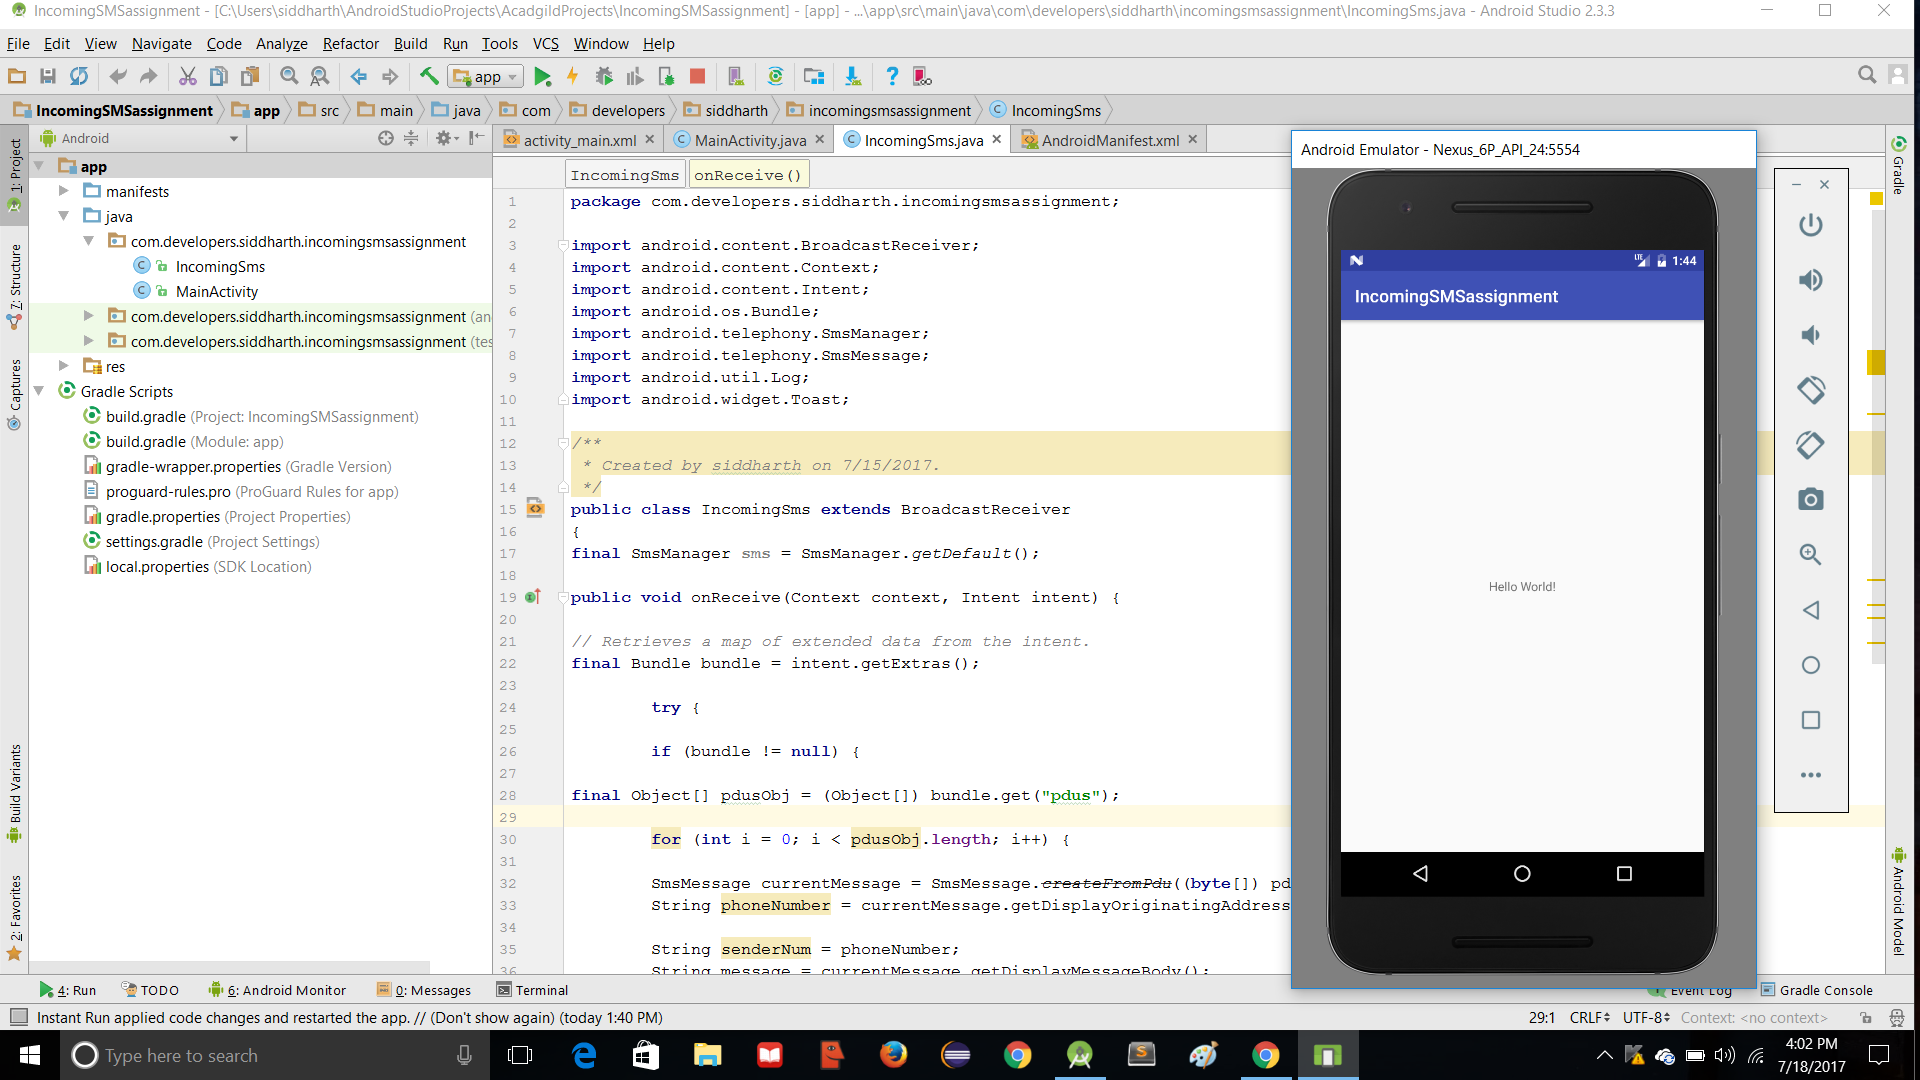 IncomingSMSassignment - [C:\Users\siddharth\AndroidStudioProjects\AcadgildProjects\IncomingSMSassignment] - [app] - ...\app\src\main\java\com\developers\siddharth\incomingsmsassignment\IncomingSms.java - Android Studio 2.3.3
File Edit View Navigate Code Analyze Refactor Build Run Tools VCS Window Help
app
IncomingSMSassignment app src main java com developers siddharth incomingsmsassignment IncomingSms
Android
activity_main.xml MainActivity.java IncomingSms.java AndroidManifest.xml
1: Project
7: Structure
Captures
Build Variants
2: Favorites
app
manifests
java
com.developers.siddharth.incomingsmsassignment
IncomingSms
MainActivity
com.developers.siddharth.incomingsmsassignment (an
com.developers.siddharth.incomingsmsassignment (tes
res
Gradle Scripts
build.gradle (Project: IncomingSMSassignment)
build.gradle (Module: app)
gradle-wrapper.properties (Gradle Version)
proguard-rules.pro (ProGuard Rules for app)
gradle.properties (Project Properties)
settings.gradle (Project Settings)
local.properties (SDK Location)
IncomingSms onReceive()
1 package com.developers.siddharth.incomingsmsassignment;
2
3 import android.content.BroadcastReceiver;
4 import android.content.Context;
5 import android.content.Intent;
6 import android.os.Bundle;
7 import android.telephony.SmsManager;
8 import android.telephony.SmsMessage;
9 import android.util.Log;
10 import android.widget.Toast;
11
12 /**
13 * Created by siddharth on 7/15/2017.
14 */
15 public class IncomingSms extends BroadcastReceiver
16 {
17 final SmsManager sms = SmsManager.getDefault();
18
19 public void onReceive(Context context, Intent intent) {
20
21 // Retrieves a map of extended data from the intent.
22 final Bundle bundle = intent.getExtras();
23
24 try {
25
26 if (bundle != null) {
27
28 final Object[] pdusObj = (Object[]) bundle.get("pdus");
29
30 for (int i = 0; i < pdusObj.length; i++) {
31
32 SmsMessage currentMessage = SmsMessage.createFromPdu((byte[]) pd
33 String phoneNumber = currentMessage.getDisplayOriginatingAddress
34
35 String senderNum = phoneNumber;
36 String message = currentMessage.getDisplayMessageBody();
Android Emulator - Nexus_6P_API_24:5554
LTE 1:44
IncomingSMSassignment
Hello World!
Gradle
Android Model
4: Run TODO 6: Android Monitor 0: Messages Terminal Event Log Gradle Console
Instant Run applied code changes and restarted the app. // (Don't show again) (today 1:40 PM)
29:1 CRLF UTF-8 Context: <no context>
Type here to search
4:02 PM
7/18/2017